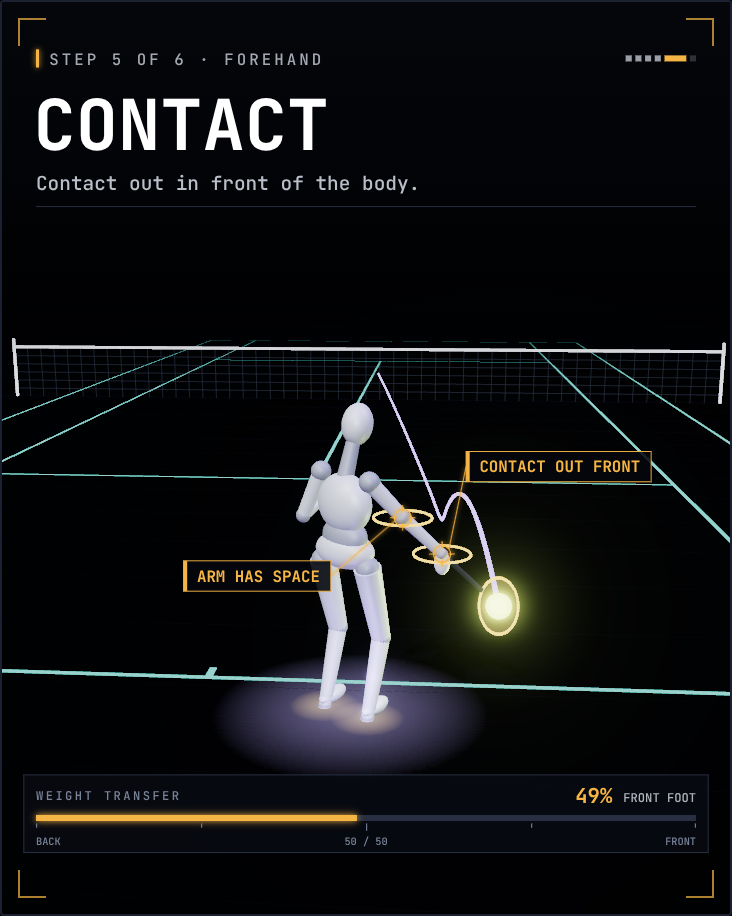 STEP 5 OF 6 · FOREHAND
CONTACT
Contact out in front of the body.
CONTACT OUT FRONT
ARM HAS SPACE
WEIGHT TRANSFER
49% FRONT FOOT
BACK
50 / 50
FRONT